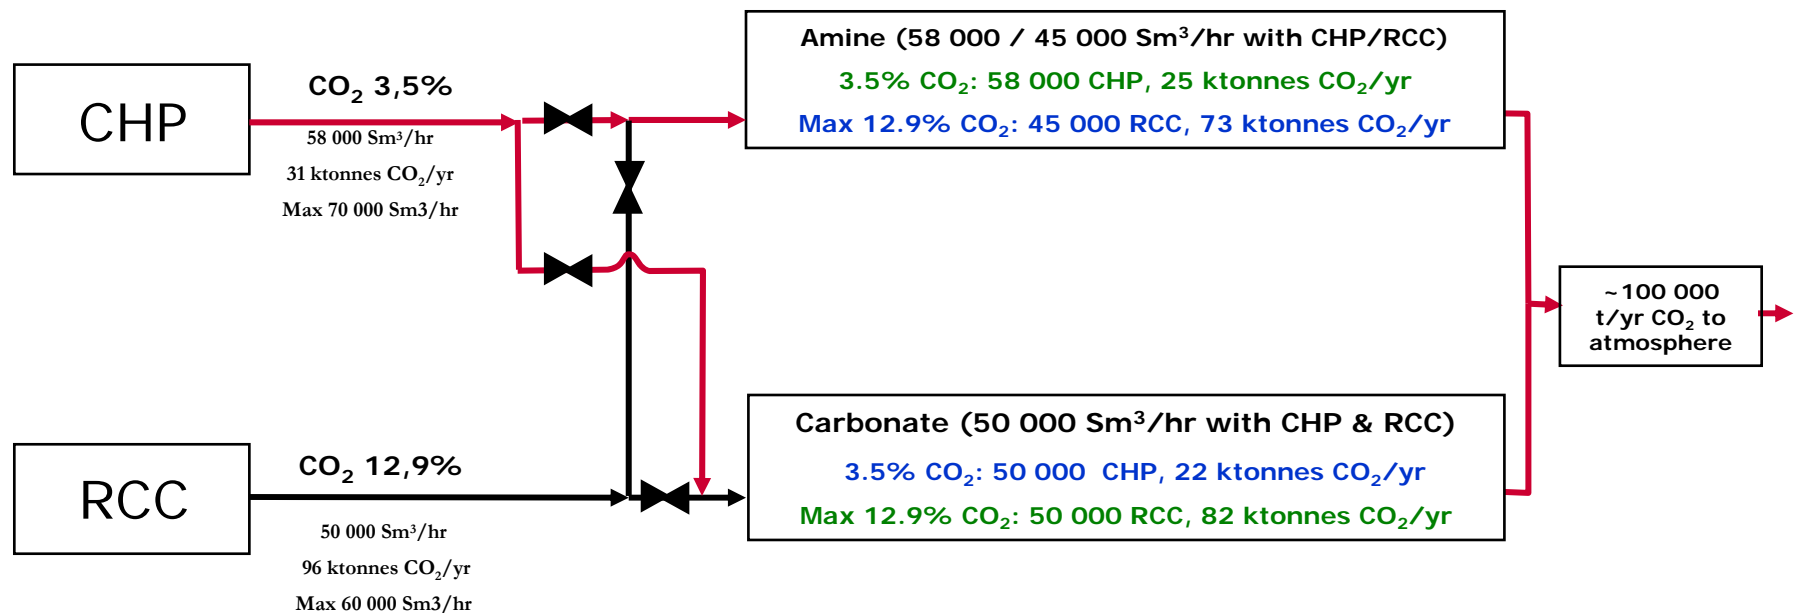 CHP
CO₂ 3,5%
58 000 Sm³/hr
31 ktonnes CO₂/yr
Max 70 000 Sm3/hr
Amine (58 000 / 45 000 Sm³/hr with CHP/RCC)
3.5% CO₂: 58 000 CHP, 25 ktonnes CO₂/yr
Max 12.9% CO₂: 45 000 RCC, 73 ktonnes CO₂/yr
~100 000
t/yr CO₂ to
atmosphere
RCC
CO₂ 12,9%
50 000 Sm³/hr
96 ktonnes CO₂/yr
Max 60 000 Sm3/hr
Carbonate (50 000 Sm³/hr with CHP & RCC)
3.5% CO₂: 50 000 CHP, 22 ktonnes CO₂/yr
Max 12.9% CO₂: 50 000 RCC, 82 ktonnes CO₂/yr